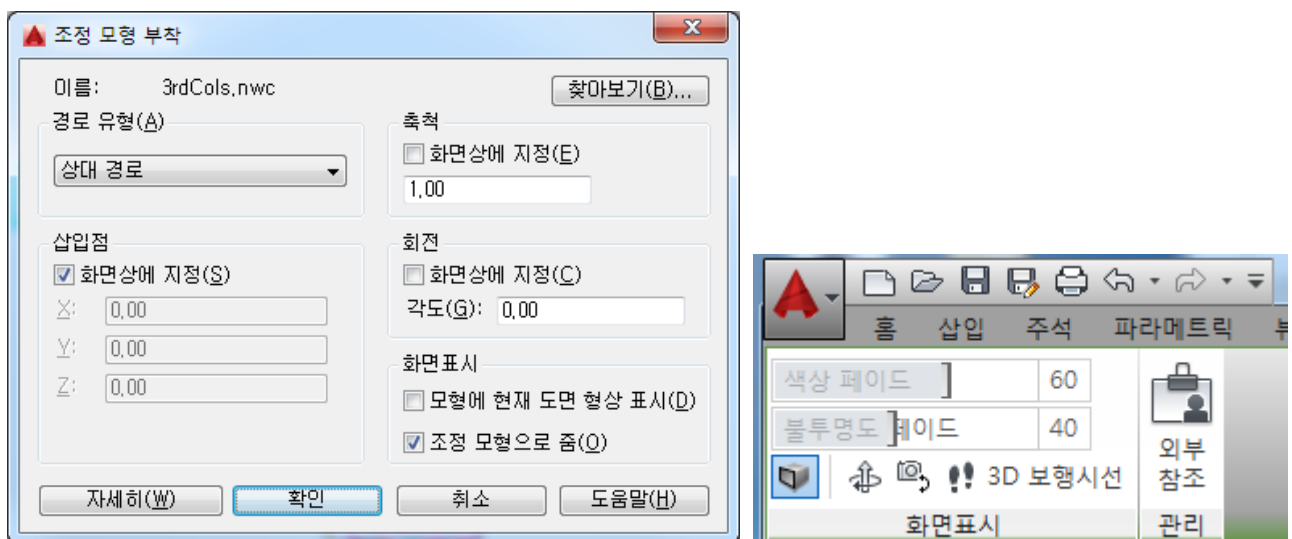 조정 모형 부착
이름: 3rdCols.nwc
찾아보기(B)...
경로 유형(A)
상대 경로
축척
화면상에 지정(E)
1.00
삽입점
화면상에 지정(S)
X: 0.00
Y: 0.00
Z: 0.00
회전
화면상에 지정(C)
각도(G): 0.00
화면표시
모형에 현재 도면 형상 표시(D)
조정 모형으로 줌(O)
자세히(W) 확인 취소 도움말(H)
홈 삽입 주석 파라메트릭
색상 페이드 60
불투명도 페이드 40
3D 보행시선
화면표시
외부
참조
관리